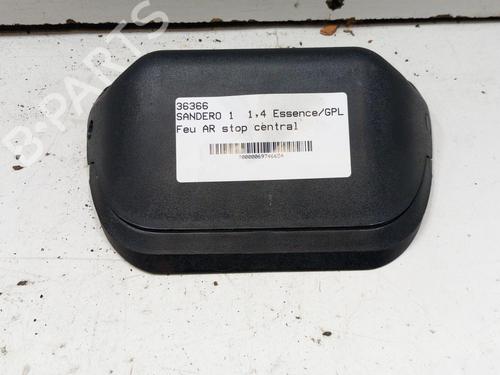 36366
SANDERO 1 1,4 Essence/GPL
Feu AR stop central
B-PARTS